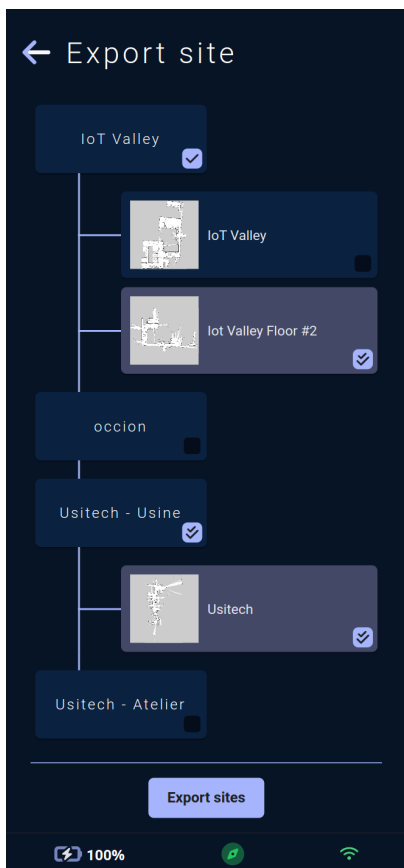 Export site
IoT Valley
IoT Valley
Iot Valley Floor #2
occion
Usitech - Usine
Usitech
Usitech - Atelier
Export sites
100%